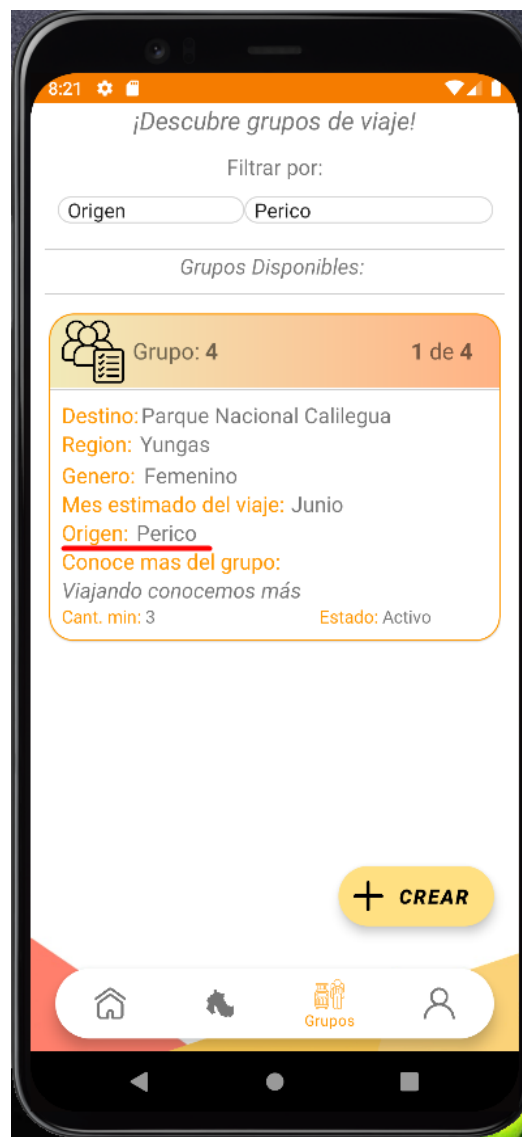 8:21
¡Descubre grupos de viaje!
Filtrar por:
Origen Perico
Grupos Disponibles:
Grupo: 4 1 de 4
Destino: Parque Nacional Calilegua
Region: Yungas
Genero: Femenino
Mes estimado del viaje: Junio
Origen: Perico
Conoce mas del grupo:
Viajando conocemos más
Cant. min: 3 Estado: Activo
+ CREAR
Grupos